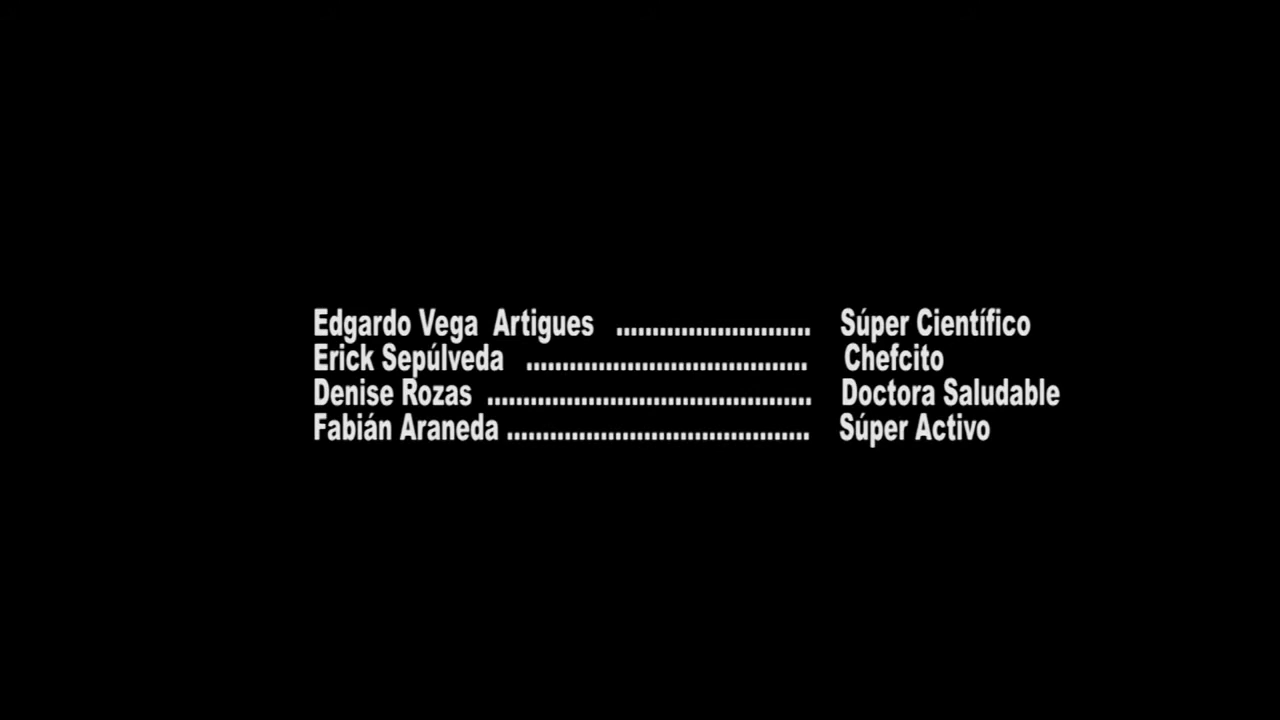 Edgardo Vega  Artigues ........................... Súper Científico
Erick Sepúlveda ....................................... Chefcito
Denise Rozas ............................................. Doctora Saludable
Fabián Araneda .......................................... Súper Activo